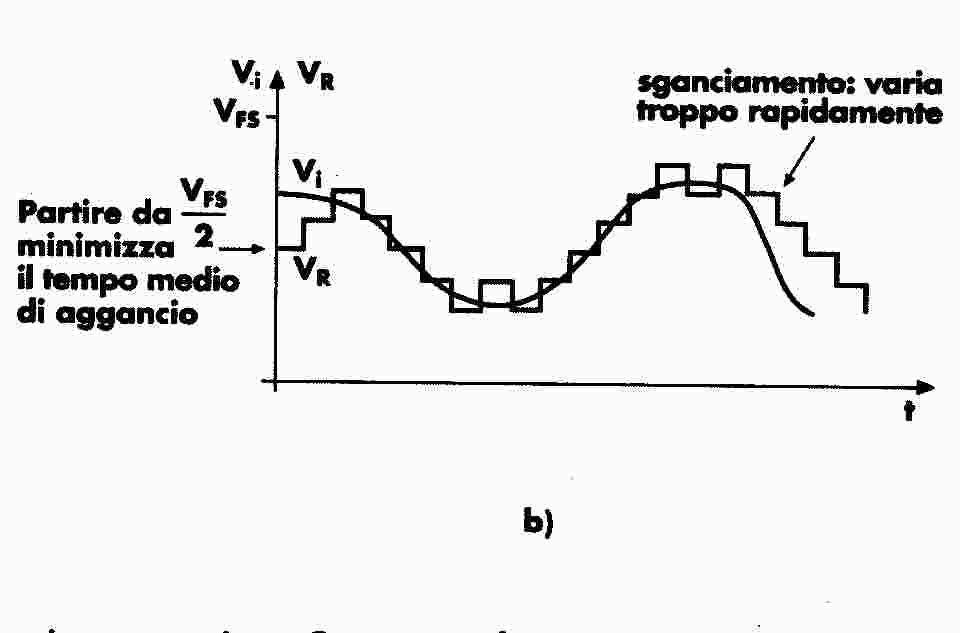 Vi VR
VFS
sganciamento: varia
troppo rapidamente
Vi
Partire da VFS/2
minimizza
il tempo medio
di aggancio
VR
t
b)